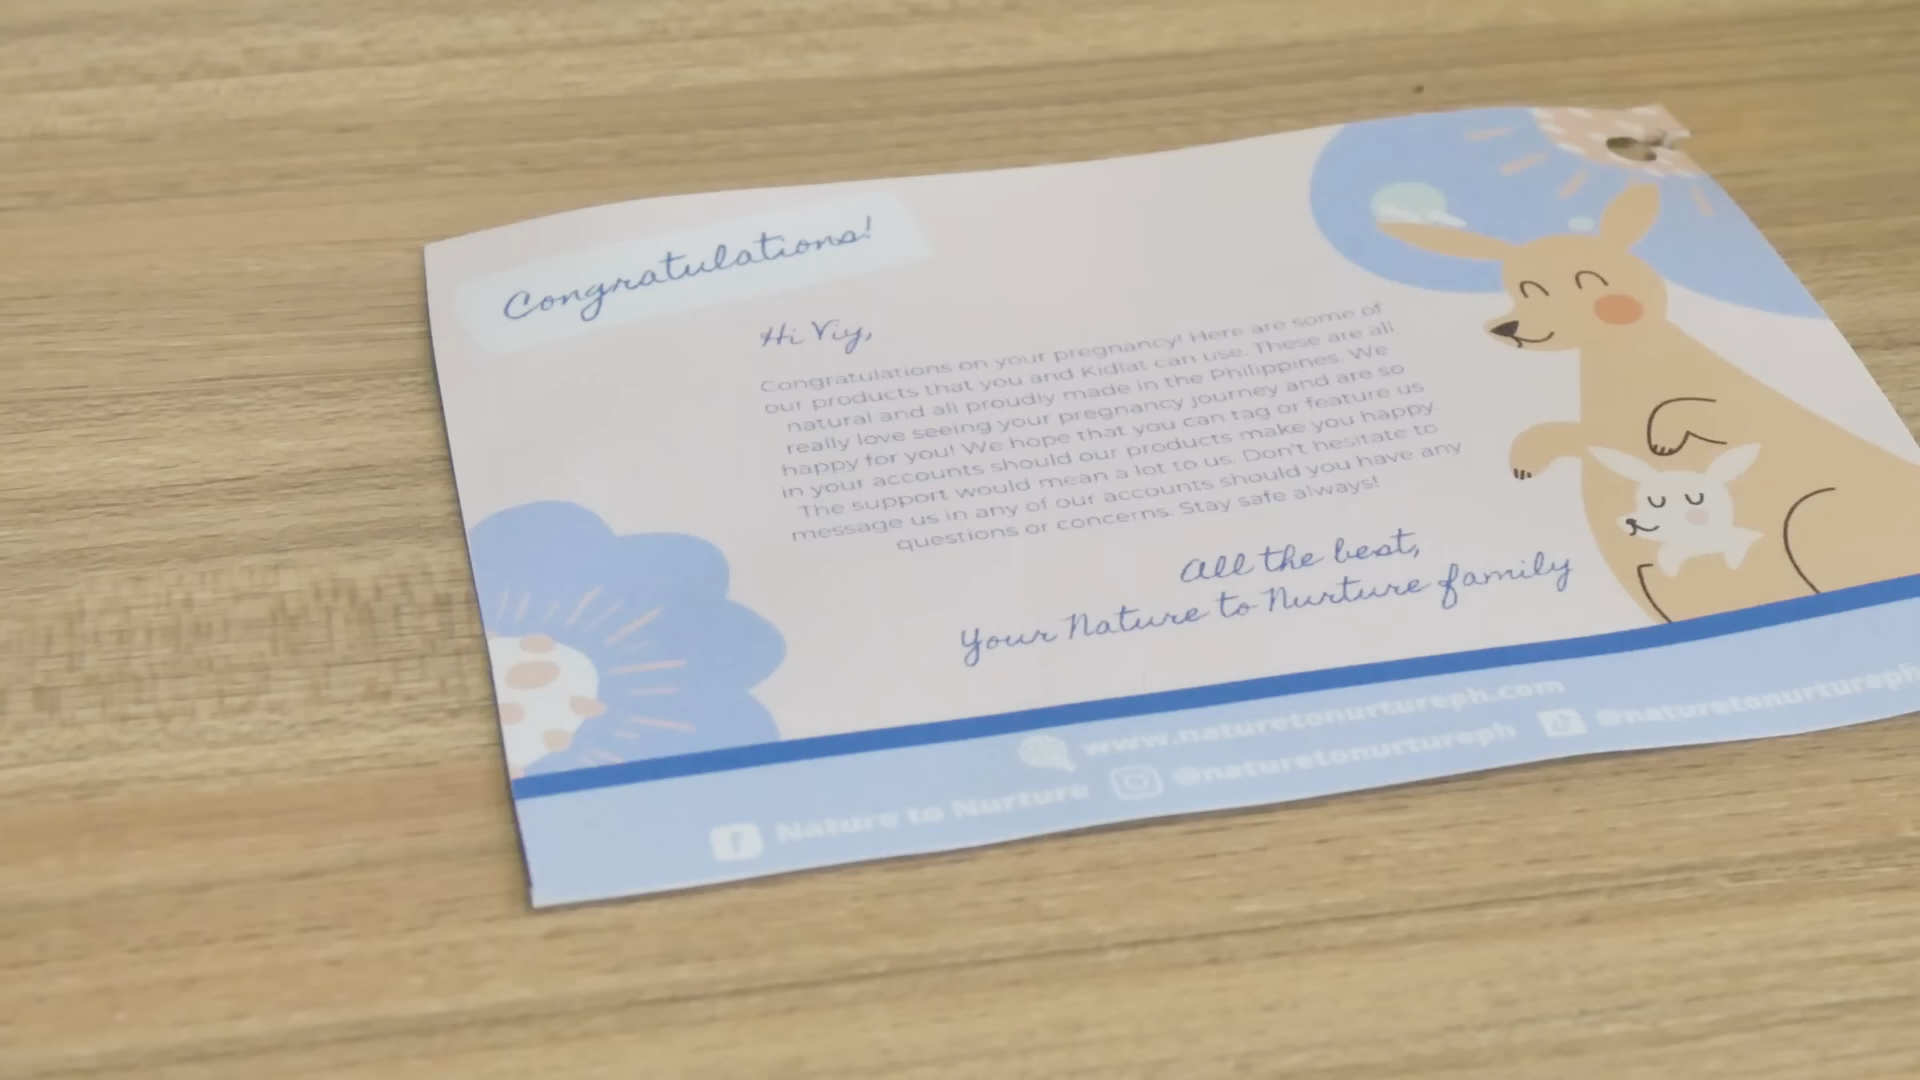 Congratulations!
Hi Viy,
Congratulations on your pregnancy! Here are some of
our products that you and Kidlat can use. These are all
natural and all proudly made in the Philippines. We
really love seeing your pregnancy journey and are so
happy for you! We hope that you can tag or feature us
in your accounts should our products make you happy.
The support would mean a lot to us. Don't hesitate to
message us in any of our accounts should you have any
questions or concerns. Stay safe always!
All the best,
Your Nature to Nurture family
www.naturetonurtureph.com
Nature to Nurture @naturetonurtureph @naturetonurtureph